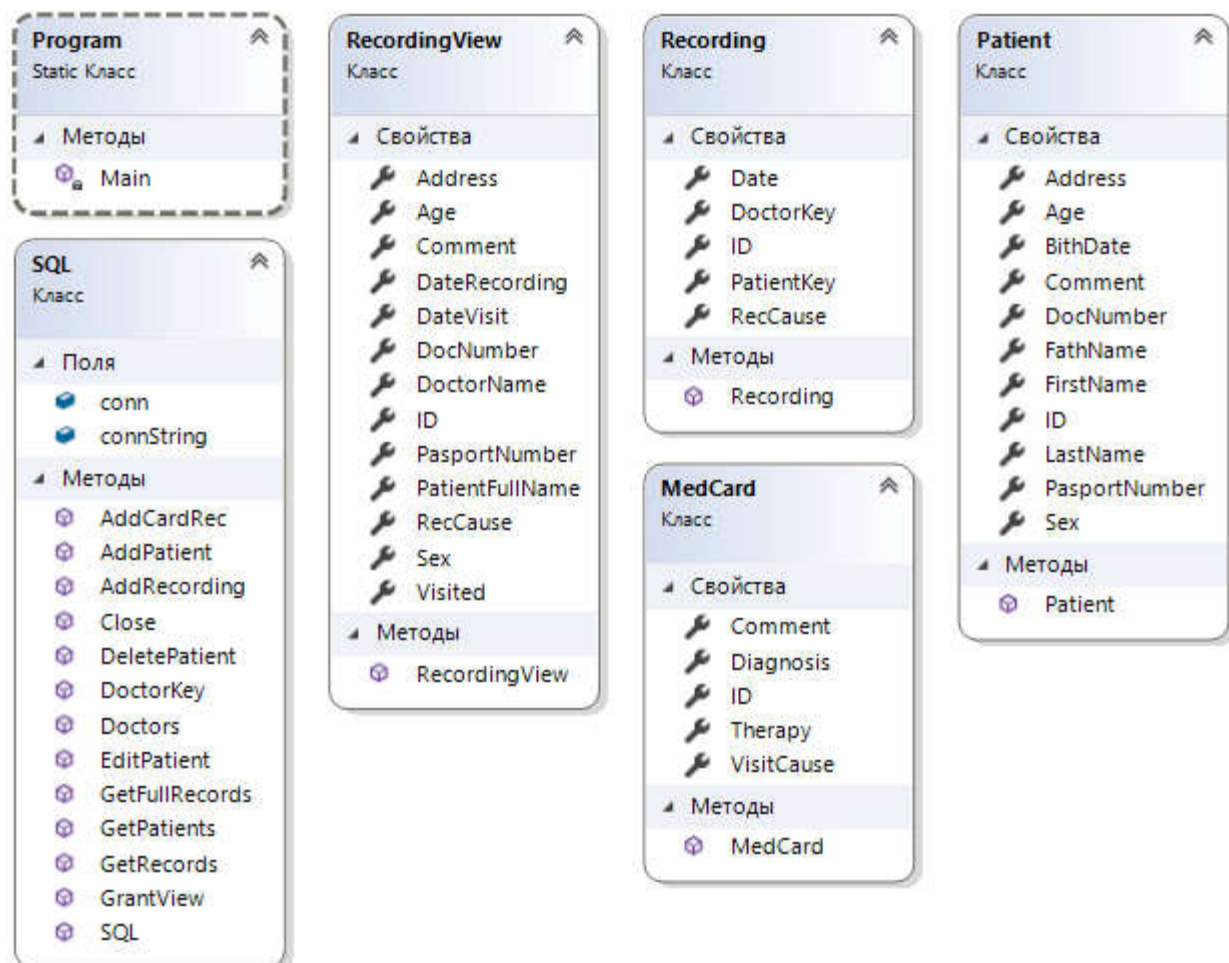 Program
Static Класс
Методы
Main
SQL
Класс
Поля
conn
connString
Методы
AddCardRec
AddPatient
AddRecording
Close
DeletePatient
DoctorKey
Doctors
EditPatient
GetFullRecords
GetPatients
GetRecords
GrantView
SQL
RecordingView
Класс
Свойства
Address
Age
Comment
DateRecording
DateVisit
DocNumber
DoctorName
ID
PasportNumber
PatientFullName
RecCause
Sex
Visited
Методы
RecordingView
Recording
Класс
Свойства
Date
DoctorKey
ID
PatientKey
RecCause
Методы
Recording
MedCard
Класс
Свойства
Comment
Diagnosis
ID
Therapy
VisitCause
Методы
MedCard
Patient
Класс
Свойства
Address
Age
BithDate
Comment
DocNumber
FathName
FirstName
ID
LastName
PasportNumber
Sex
Методы
Patient